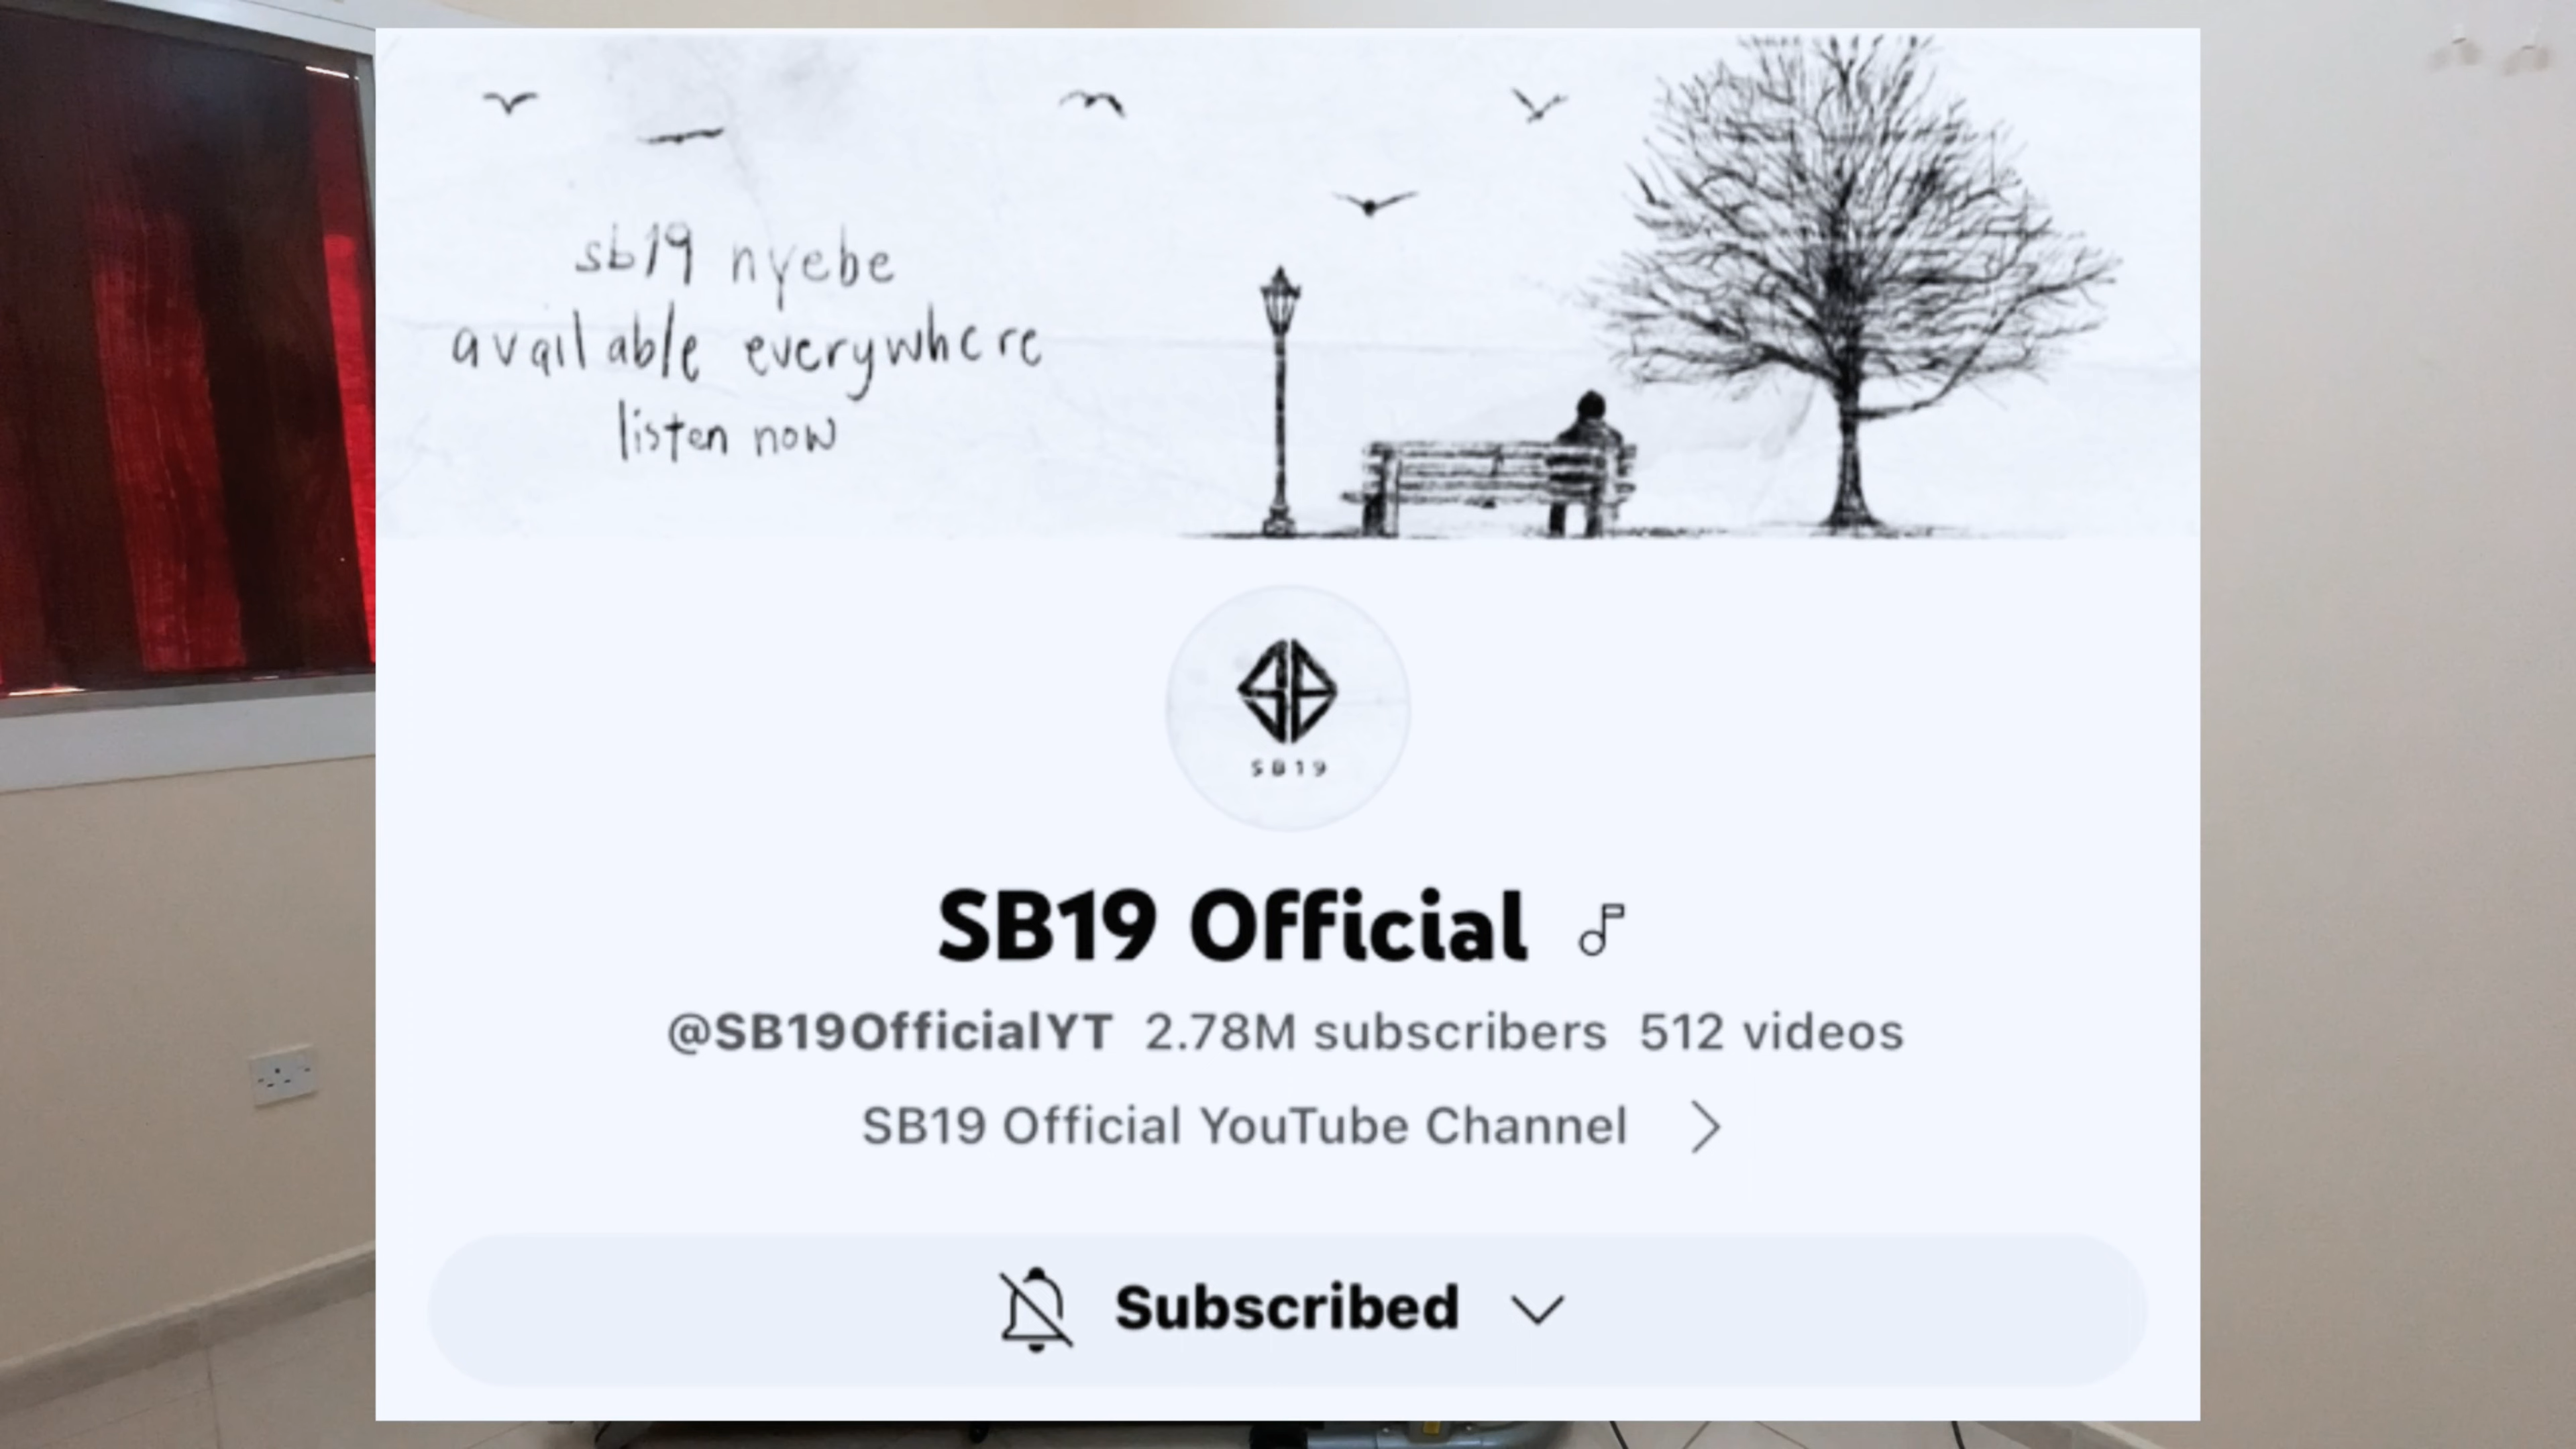 sb19 nyebe
available everywhere
listen now
SB19
SB19 Official
@SB19OfficialYT 2.78M subscribers 512 videos
SB19 Official YouTube Channel
Subscribed